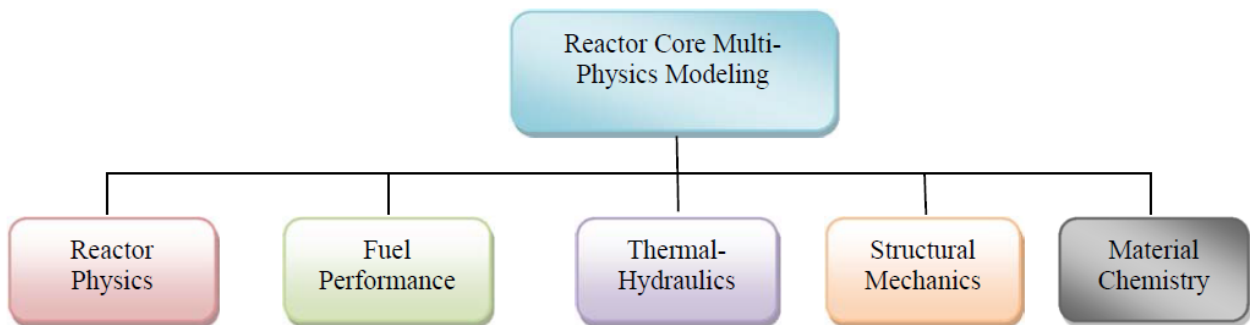 Reactor Core Multi-
Physics Modeling
Reactor
Physics
Fuel
Performance
Thermal-
Hydraulics
Structural
Mechanics
Material
Chemistry